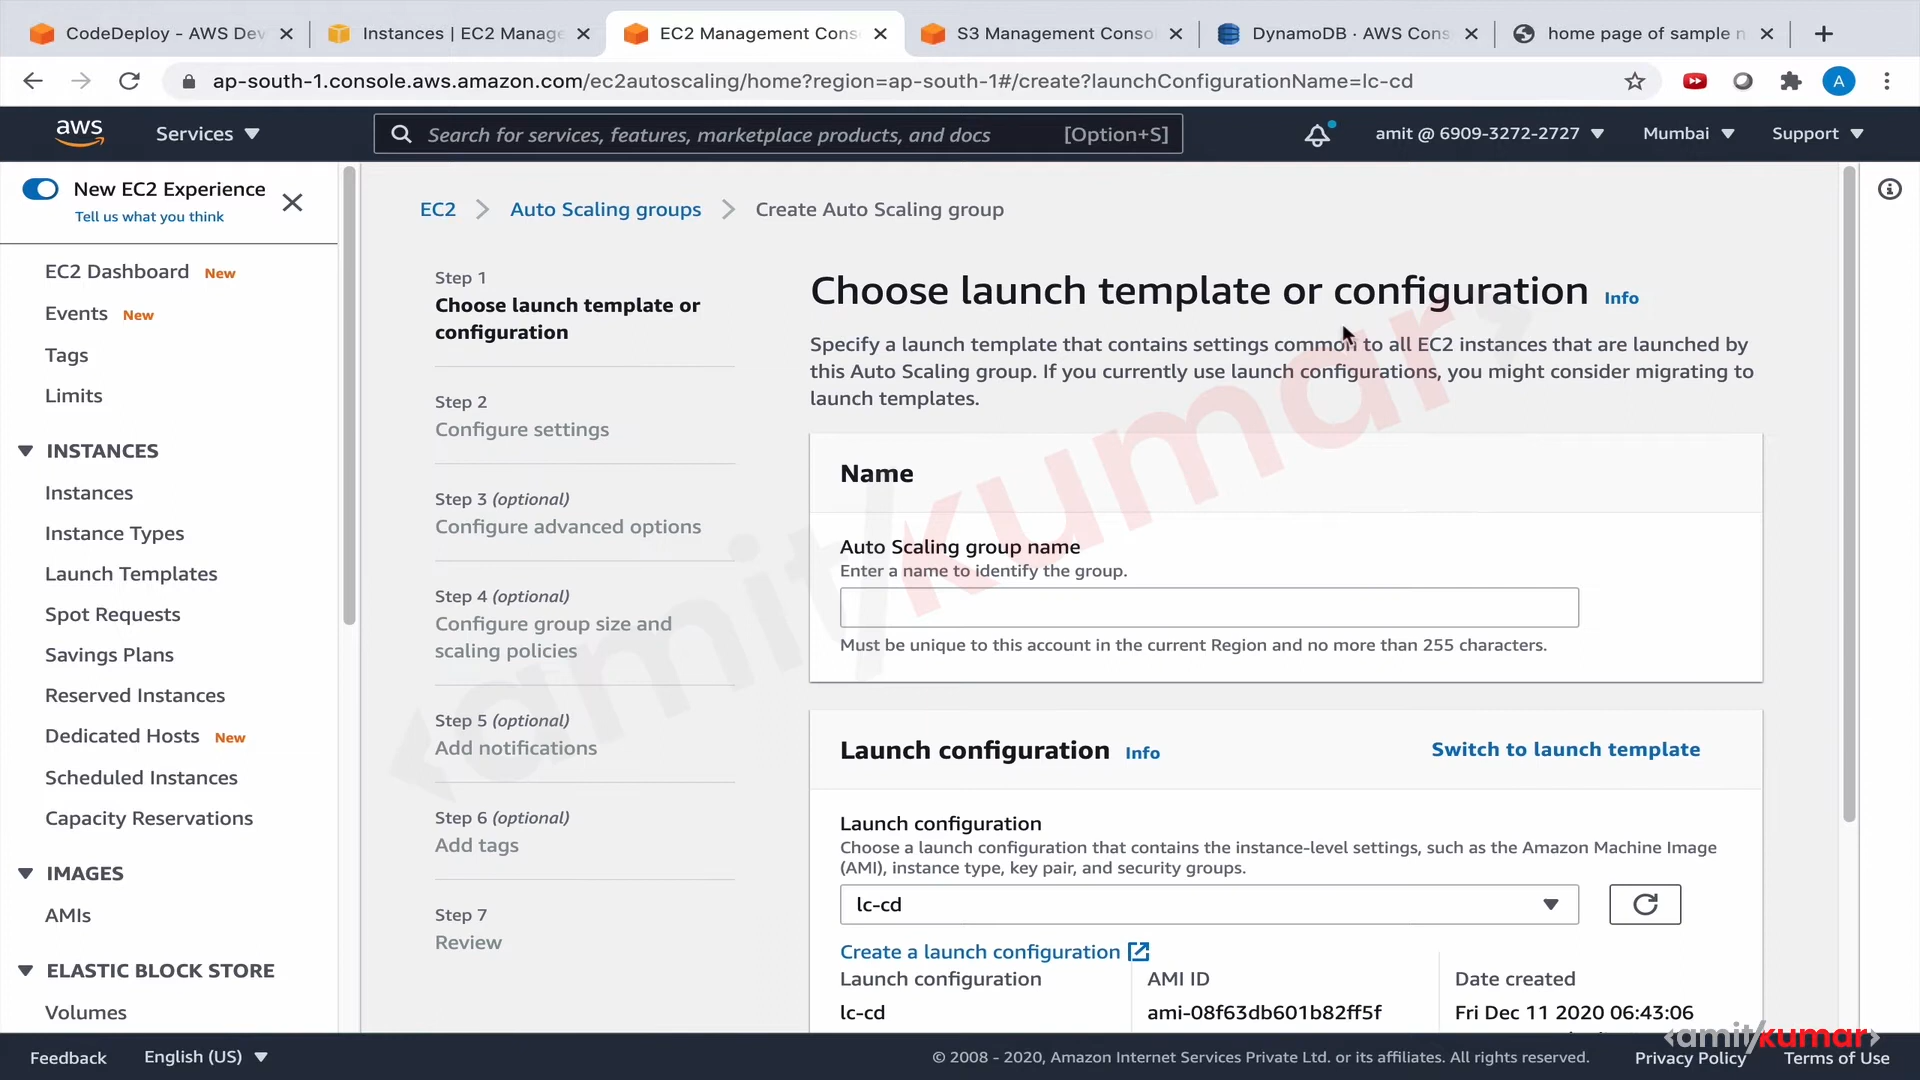 CodeDeploy - AWS Dev
Instances | EC2 Manage
EC2 Management Cons
S3 Management Conso
DynamoDB · AWS Cons
home page of sample n
ap-south-1.console.aws.amazon.com/ec2autoscaling/home?region=ap-south-1#/create?launchConfigurationName=lc-cd
A
aws
Services
Search for services, features, marketplace products, and docs
[Option+S]
amit @ 6909-3272-2727
Mumbai
Support
New EC2 Experience
Tell us what you think
EC2 Dashboard New
Events New
Tags
Limits
INSTANCES
Instances
Instance Types
Launch Templates
Spot Requests
Savings Plans
Reserved Instances
Dedicated Hosts New
Scheduled Instances
Capacity Reservations
IMAGES
AMIs
ELASTIC BLOCK STORE
Volumes
EC2
Auto Scaling groups
Create Auto Scaling group
Step 1
Choose launch template or
configuration
Step 2
Configure settings
Step 3 (optional)
Configure advanced options
Step 4 (optional)
Configure group size and
scaling policies
Step 5 (optional)
Add notifications
Step 6 (optional)
Add tags
Step 7
Review
Choose launch template or configuration Info
Specify a launch template that contains settings common to all EC2 instances that are launched by
this Auto Scaling group. If you currently use launch configurations, you might consider migrating to
launch templates.
Name
Auto Scaling group name
Enter a name to identify the group.
Must be unique to this account in the current Region and no more than 255 characters.
Launch configuration Info
Switch to launch template
Launch configuration
Choose a launch configuration that contains the instance-level settings, such as the Amazon Machine Image
(AMI), instance type, key pair, and security groups.
lc-cd
Create a launch configuration
Launch configuration
AMI ID
Date created
lc-cd
ami-08f63db601b82ff5f
Fri Dec 11 2020 06:43:06
<amit/kumar>
<amit/kumar>
Feedback
English (US)
© 2008 - 2020, Amazon Internet Services Private Ltd. or its affiliates. All rights reserved.
Privacy Policy
Terms of Use